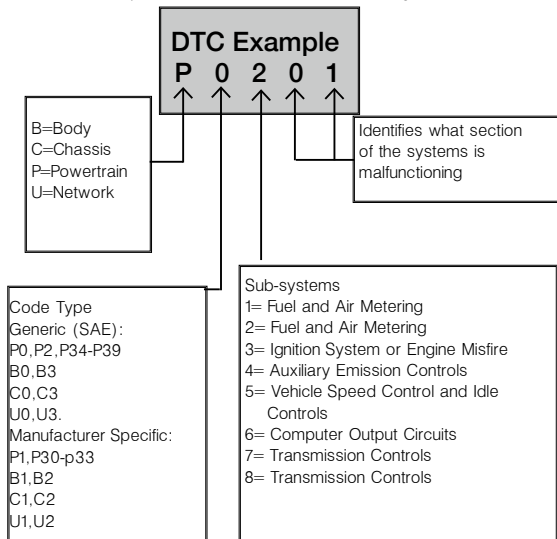 DTC Example
P 0 2 0 1
B=Body
C=Chassis
P=Powertrain
U=Network
Identifies what section
of the systems is
malfunctioning
Code Type
Generic (SAE):
P0,P2,P34-P39
B0,B3
C0,C3
U0,U3.
Manufacturer Specific:
P1,P30-p33
B1,B2
C1,C2
U1,U2
Sub-systems
1= Fuel and Air Metering
2= Fuel and Air Metering
3= Ignition System or Engine Misfire
4= Auxiliary Emission Controls
5= Vehicle Speed Control and Idle
Controls
6= Computer Output Circuits
7= Transmission Controls
8= Transmission Controls